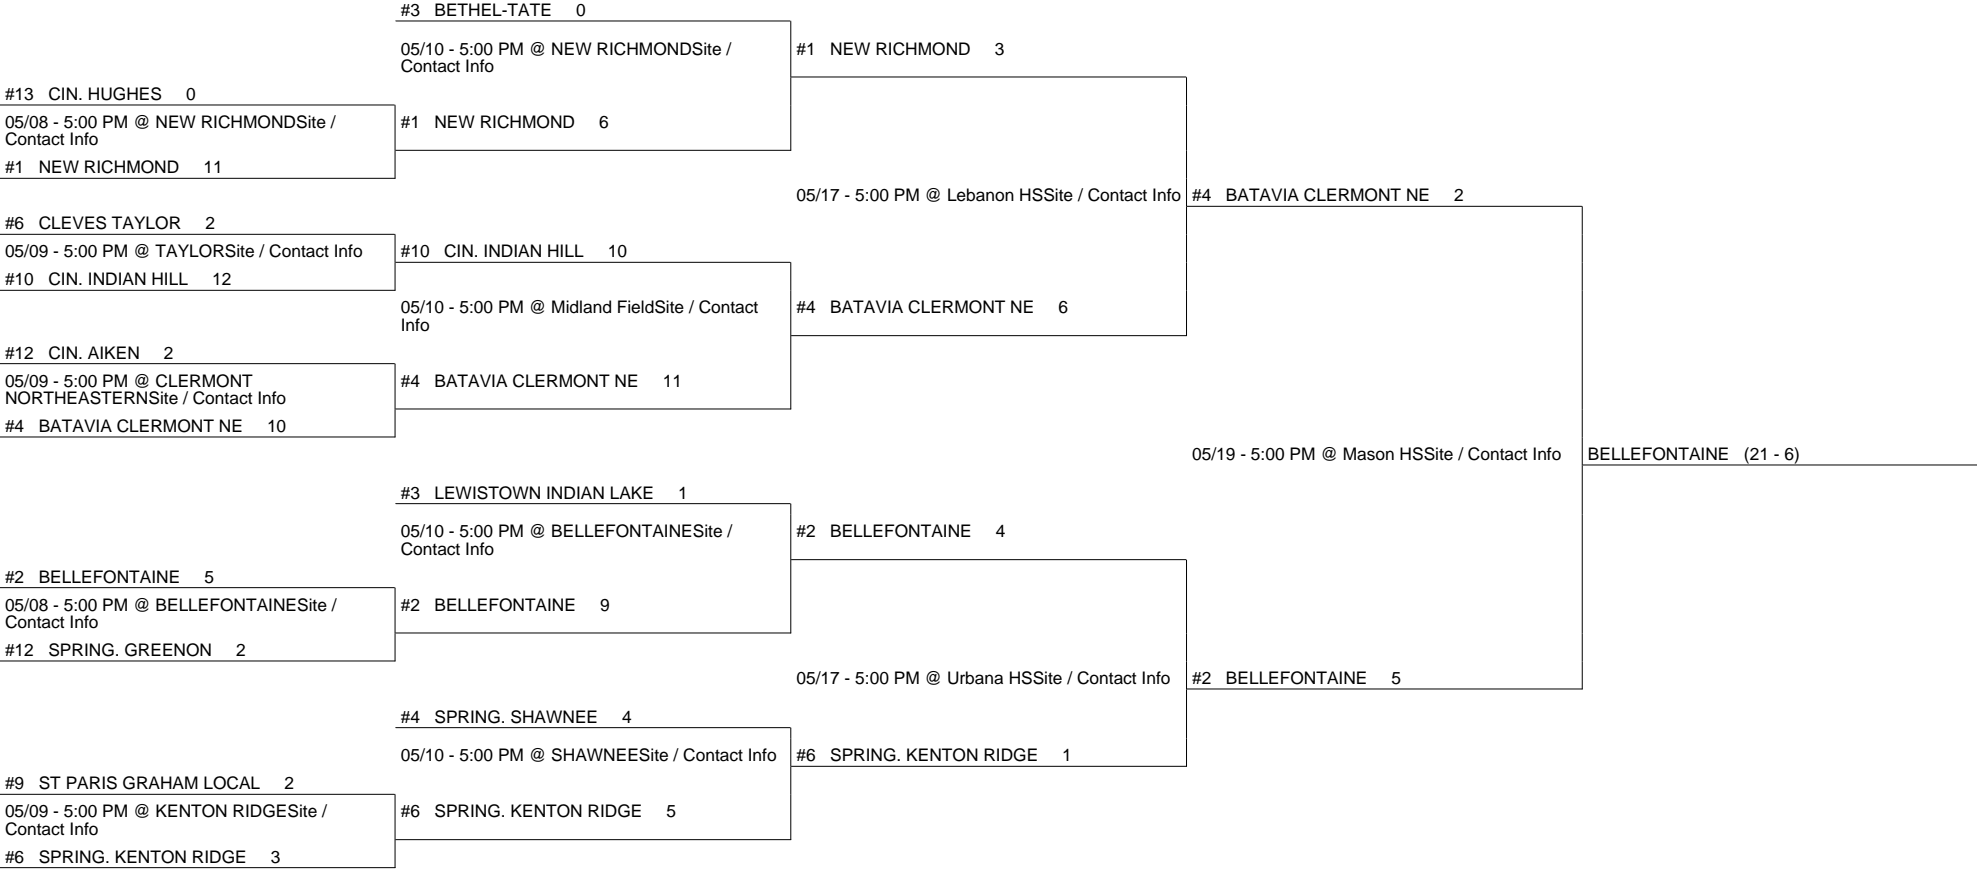 #3 BETHEL-TATE 0
05/10 - 5:00 PM @ NEW RICHMONDSite /
Contact Info
#1 NEW RICHMOND 3
#13 CIN. HUGHES 0
05/08 - 5:00 PM @ NEW RICHMONDSite /
Contact Info
#1 NEW RICHMOND 6
#1 NEW RICHMOND 11
05/17 - 5:00 PM @ Lebanon HSSite / Contact Info
#4 BATAVIA CLERMONT NE 2
#6 CLEVES TAYLOR 2
05/09 - 5:00 PM @ TAYLORSite / Contact Info
#10 CIN. INDIAN HILL 10
#10 CIN. INDIAN HILL 12
05/10 - 5:00 PM @ Midland FieldSite / Contact
Info
#4 BATAVIA CLERMONT NE 6
#12 CIN. AIKEN 2
05/09 - 5:00 PM @ CLERMONT
NORTHEASTERNSite / Contact Info
#4 BATAVIA CLERMONT NE 11
#4 BATAVIA CLERMONT NE 10
05/19 - 5:00 PM @ Mason HSSite / Contact Info
BELLEFONTAINE (21 - 6)
#3 LEWISTOWN INDIAN LAKE 1
05/10 - 5:00 PM @ BELLEFONTAINESite /
Contact Info
#2 BELLEFONTAINE 4
#2 BELLEFONTAINE 5
05/08 - 5:00 PM @ BELLEFONTAINESite /
Contact Info
#2 BELLEFONTAINE 9
#12 SPRING. GREENON 2
05/17 - 5:00 PM @ Urbana HSSite / Contact Info
#2 BELLEFONTAINE 5
#4 SPRING. SHAWNEE 4
05/10 - 5:00 PM @ SHAWNEESite / Contact Info
#6 SPRING. KENTON RIDGE 1
#9 ST PARIS GRAHAM LOCAL 2
05/09 - 5:00 PM @ KENTON RIDGESite /
Contact Info
#6 SPRING. KENTON RIDGE 5
#6 SPRING. KENTON RIDGE 3